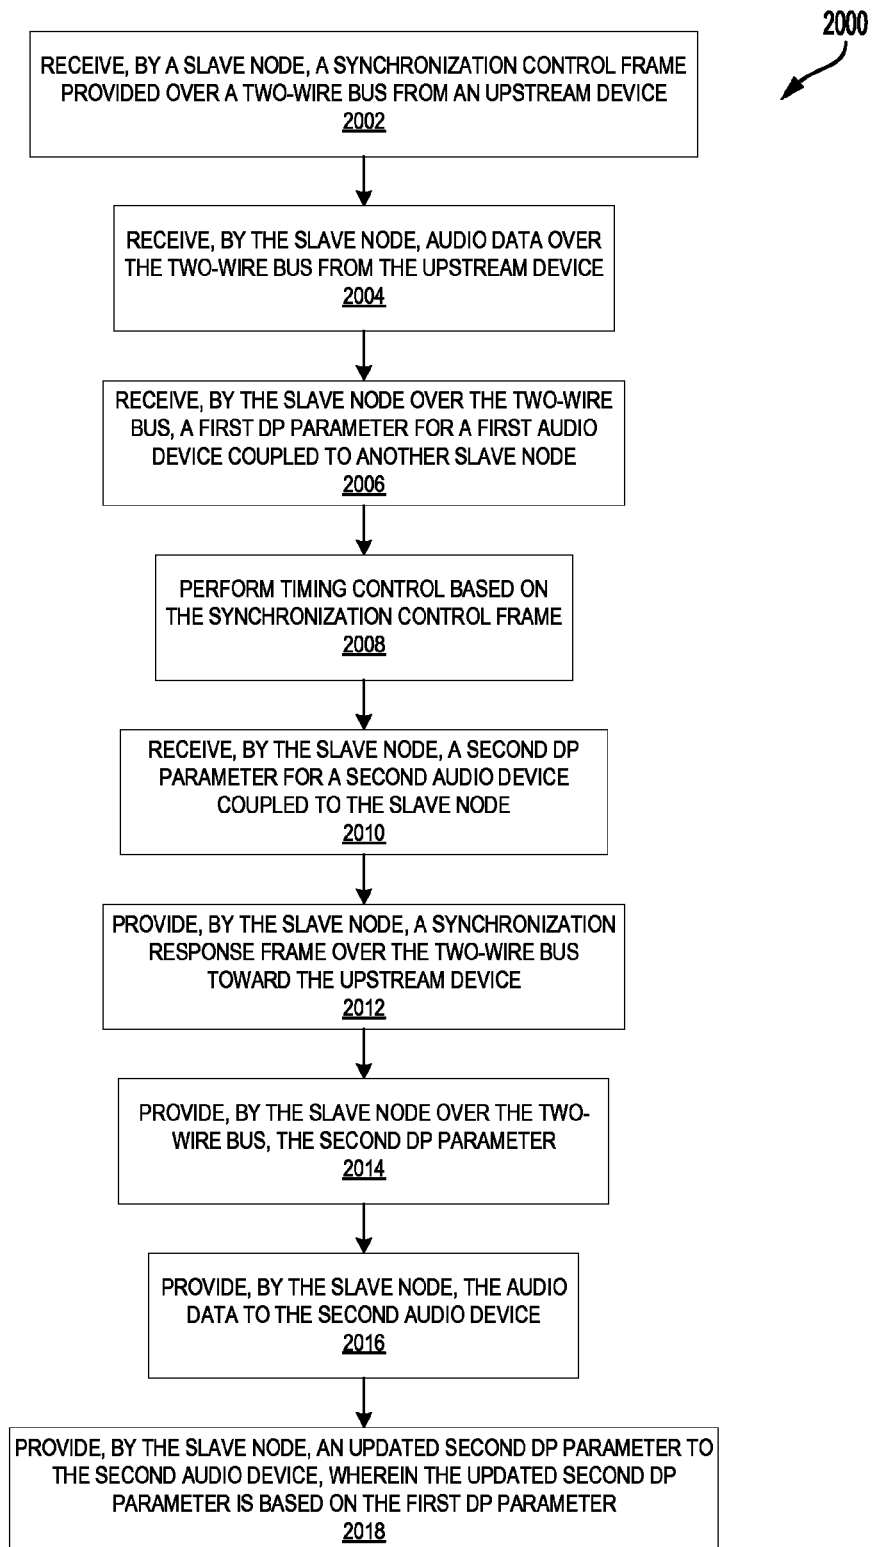 2000
RECEIVE, BY A SLAVE NODE, A SYNCHRONIZATION CONTROL FRAME
PROVIDED OVER A TWO-WIRE BUS FROM AN UPSTREAM DEVICE
2002
RECEIVE, BY THE SLAVE NODE, AUDIO DATA OVER
THE TWO-WIRE BUS FROM THE UPSTREAM DEVICE
2004
RECEIVE, BY THE SLAVE NODE OVER THE TWO-WIRE
BUS, A FIRST DP PARAMETER FOR A FIRST AUDIO
DEVICE COUPLED TO ANOTHER SLAVE NODE
2006
PERFORM TIMING CONTROL BASED ON
THE SYNCHRONIZATION CONTROL FRAME
2008
RECEIVE, BY THE SLAVE NODE, A SECOND DP
PARAMETER FOR A SECOND AUDIO DEVICE
COUPLED TO THE SLAVE NODE
2010
PROVIDE, BY THE SLAVE NODE, A SYNCHRONIZATION
RESPONSE FRAME OVER THE TWO-WIRE BUS
TOWARD THE UPSTREAM DEVICE
2012
PROVIDE, BY THE SLAVE NODE OVER THE TWO-
WIRE BUS, THE SECOND DP PARAMETER
2014
PROVIDE, BY THE SLAVE NODE, THE AUDIO
DATA TO THE SECOND AUDIO DEVICE
2016
PROVIDE, BY THE SLAVE NODE, AN UPDATED SECOND DP PARAMETER TO
THE SECOND AUDIO DEVICE, WHEREIN THE UPDATED SECOND DP
PARAMETER IS BASED ON THE FIRST DP PARAMETER
2018